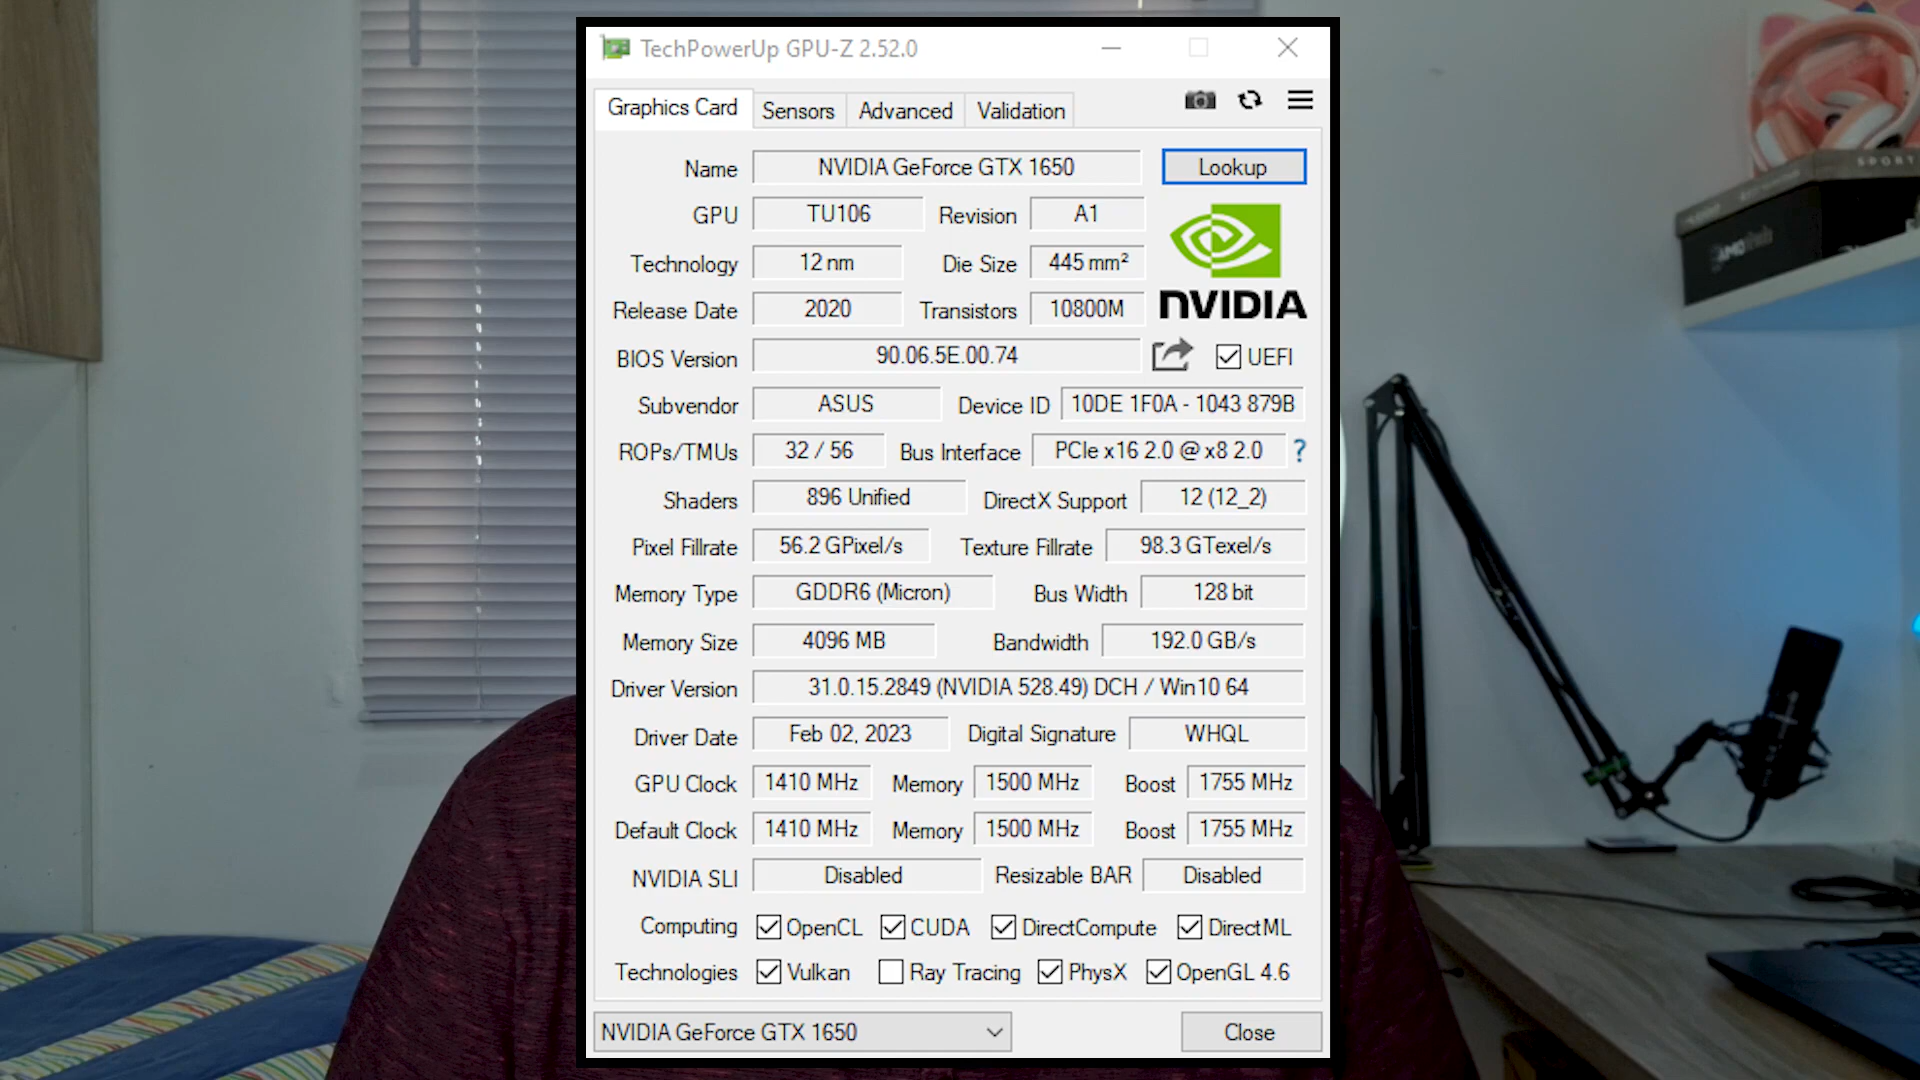 TechPowerUp GPU-Z 2.52.0
Graphics Card Sensors Advanced Validation
Name NVIDIA GeForce GTX 1650 Lookup
GPU TU106 Revision A1
Technology 12 nm Die Size 445 mm²
NVIDIA
Release Date 2020 Transistors 10800M
BIOS Version 90.06.5E.00.74 UEFI
Subvendor ASUS Device ID 10DE 1F0A - 1043 879B
ROPs/TMUs 32 / 56 Bus Interface PCIe x16 2.0 @ x8 2.0 ?
Shaders 896 Unified DirectX Support 12 (12_2)
Pixel Fillrate 56.2 GPixel/s Texture Fillrate 98.3 GTexel/s
Memory Type GDDR6 (Micron) Bus Width 128 bit
Memory Size 4096 MB Bandwidth 192.0 GB/s
Driver Version 31.0.15.2849 (NVIDIA 528.49) DCH / Win10 64
Driver Date Feb 02, 2023 Digital Signature WHQL
GPU Clock 1410 MHz Memory 1500 MHz Boost 1755 MHz
Default Clock 1410 MHz Memory 1500 MHz Boost 1755 MHz
NVIDIA SLI Disabled Resizable BAR Disabled
Computing OpenCL CUDA DirectCompute DirectML
Technologies Vulkan Ray Tracing PhysX OpenGL 4.6
NVIDIA GeForce GTX 1650 Close
SPORT